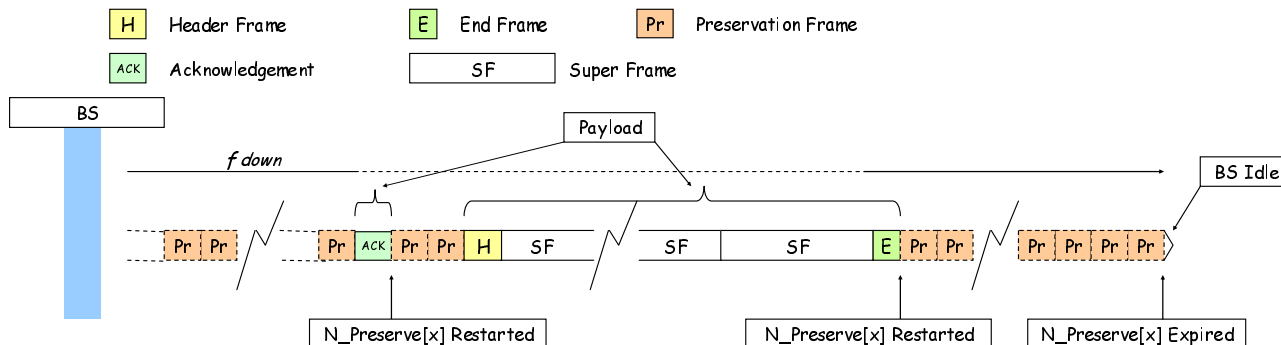 H Header Frame E End Frame Pr Preservation Frame
ACK Acknowledgement SF Super Frame
BS
Payload
f down
BS Idle
Pr Pr Pr ACK Pr Pr H SF SF SF E Pr Pr Pr Pr Pr Pr
N_Preserve[x] Restarted N_Preserve[x] Restarted N_Preserve[x] Expired